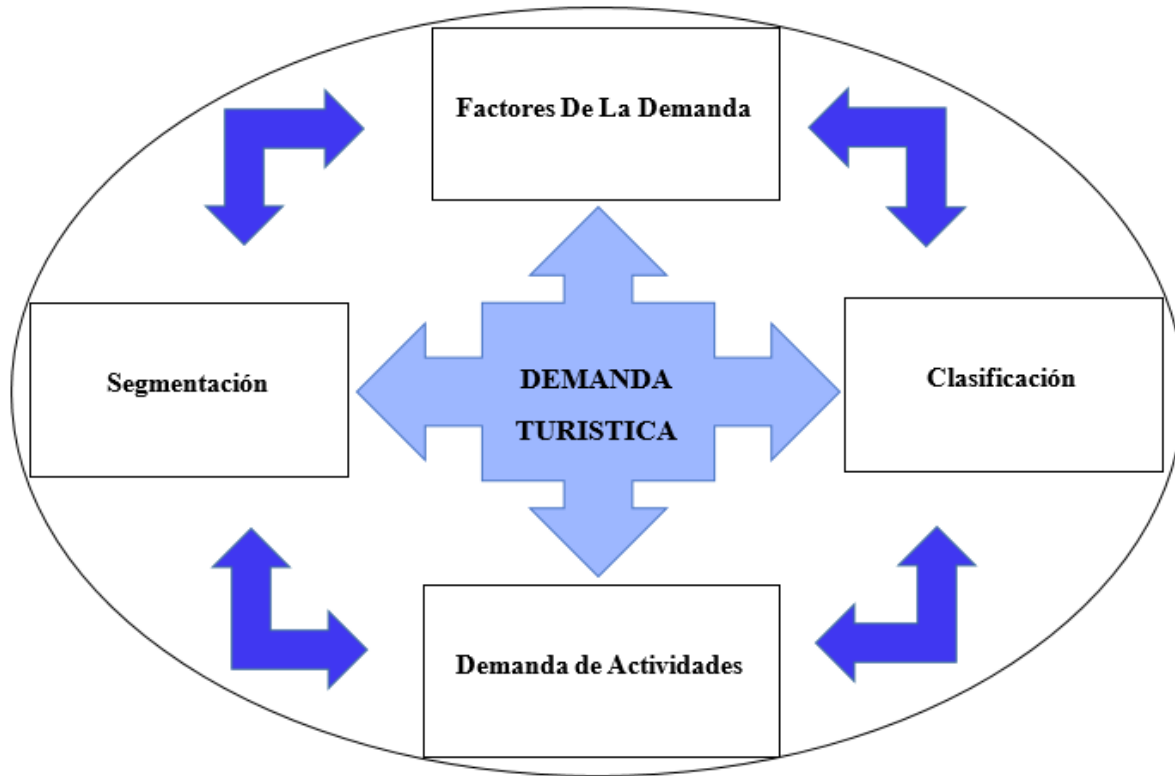 Factores De La Demanda
Segmentación
DEMANDA
TURISTICA
Clasificación
Demanda de Actividades